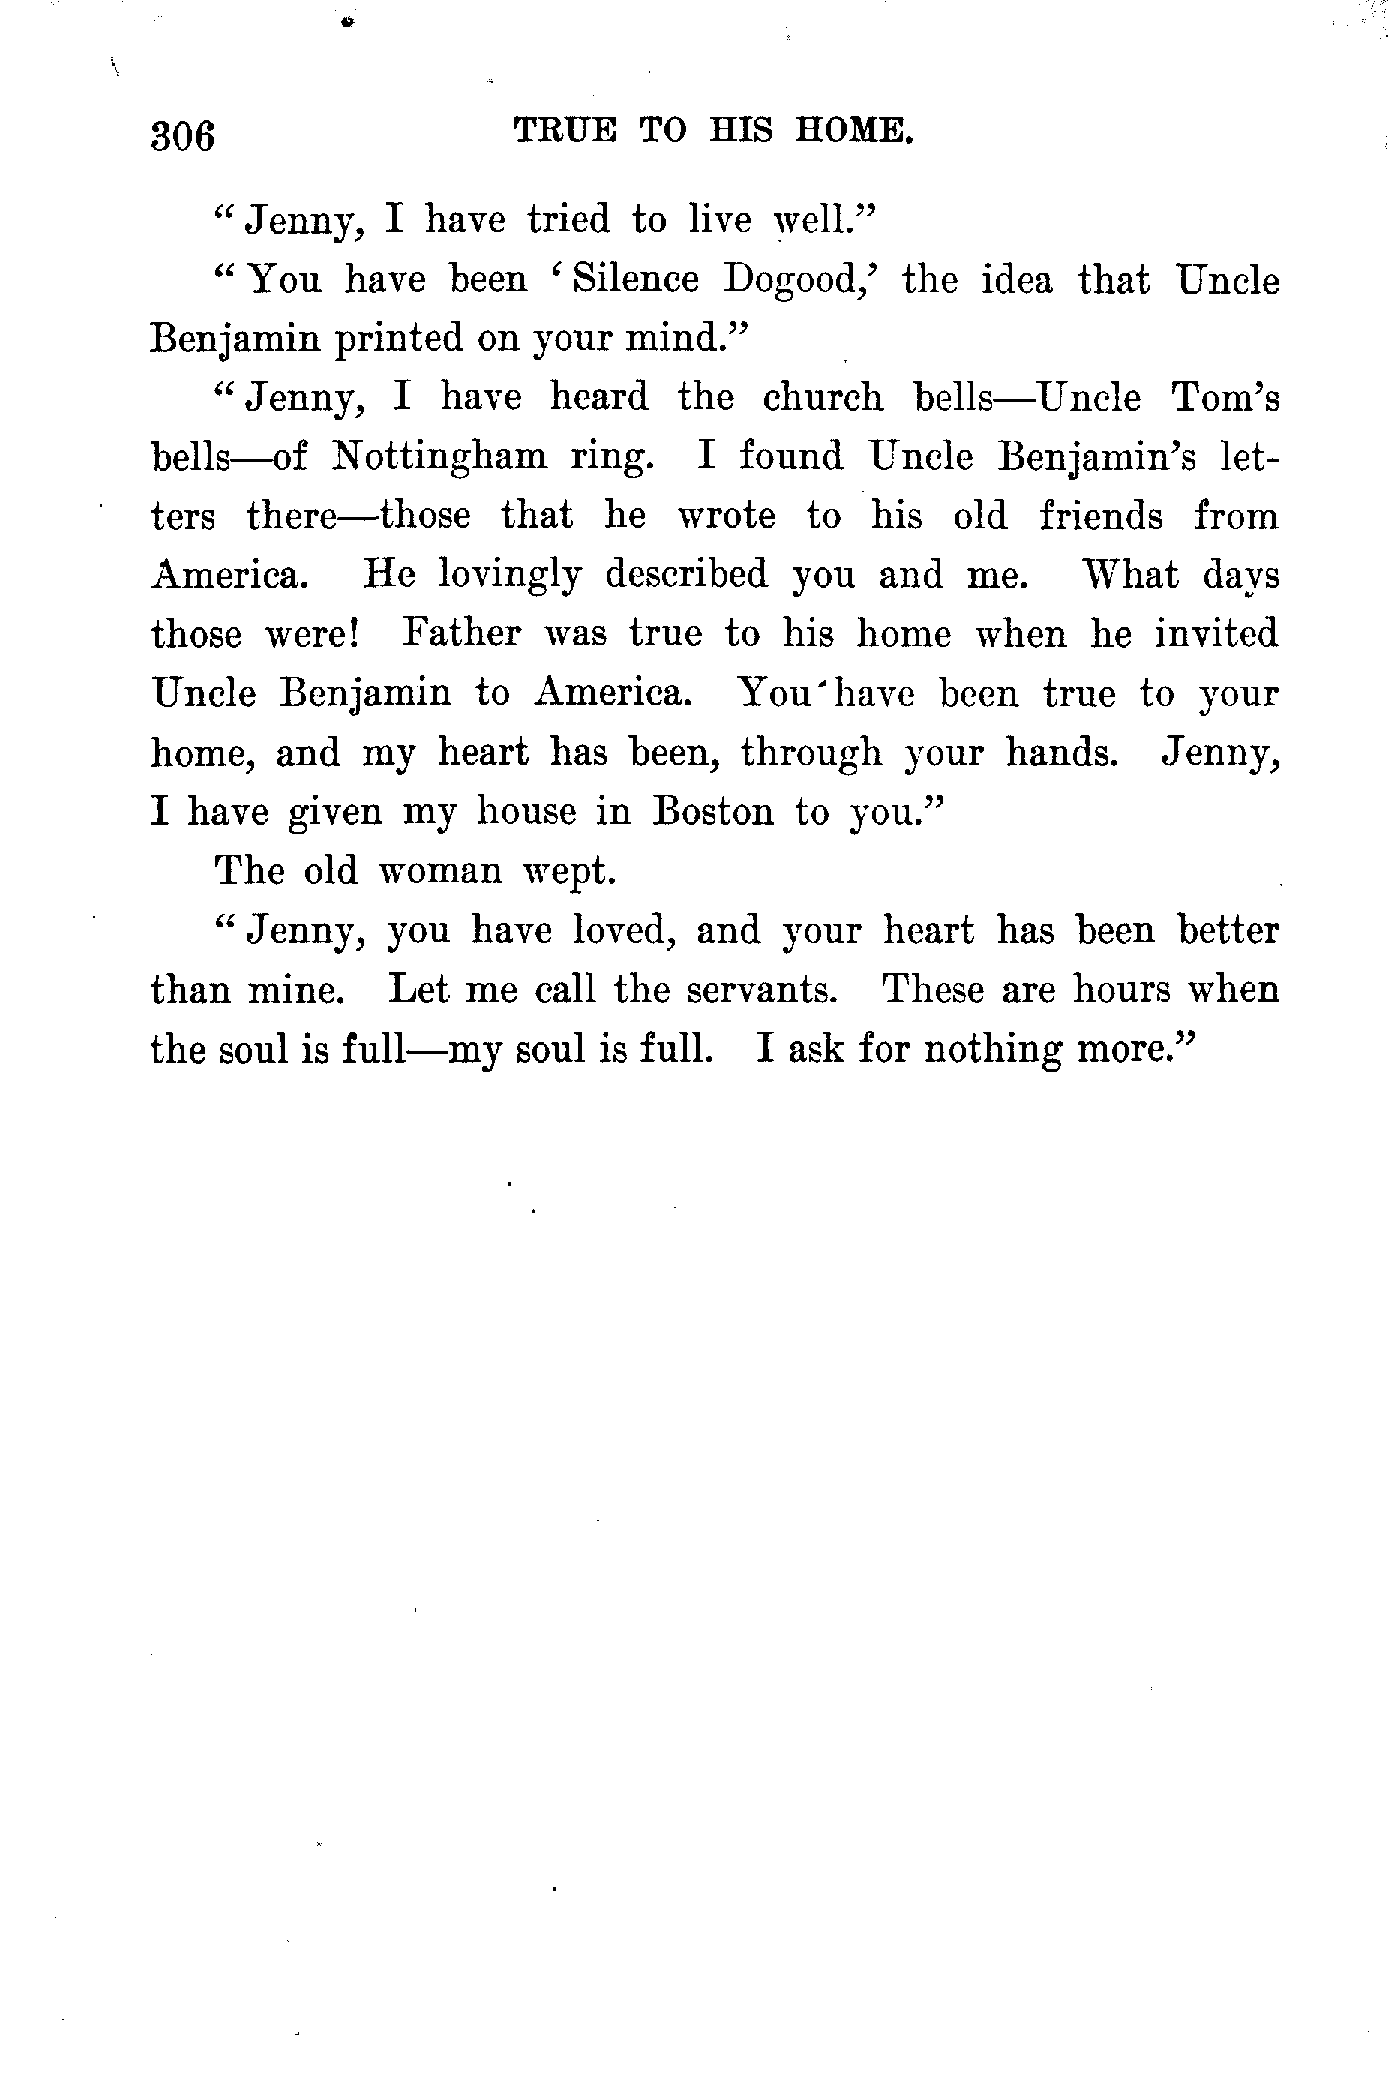 306 TRUE TO HIS HOME.
“Jenny, I have tried to live well.”
“You have been ‘Silence Dogood,’ the idea that Uncle
Benjamin printed on your mind.”
“Jenny, I have heard the church bells—Uncle Tom’s
bells—of Nottingham ring. I found Uncle Benjamin’s let-
ters there—those that he wrote to his old friends from
America. He lovingly described you and me. What days
those were! Father was true to his home when he invited
Uncle Benjamin to America. You have been true to your
home, and my heart has been, through your hands. Jenny,
I have given my house in Boston to you.”
The old woman wept.
“Jenny, you have loved, and your heart has been better
than mine. Let me call the servants. These are hours when
the soul is full—my soul is full. I ask for nothing more.”